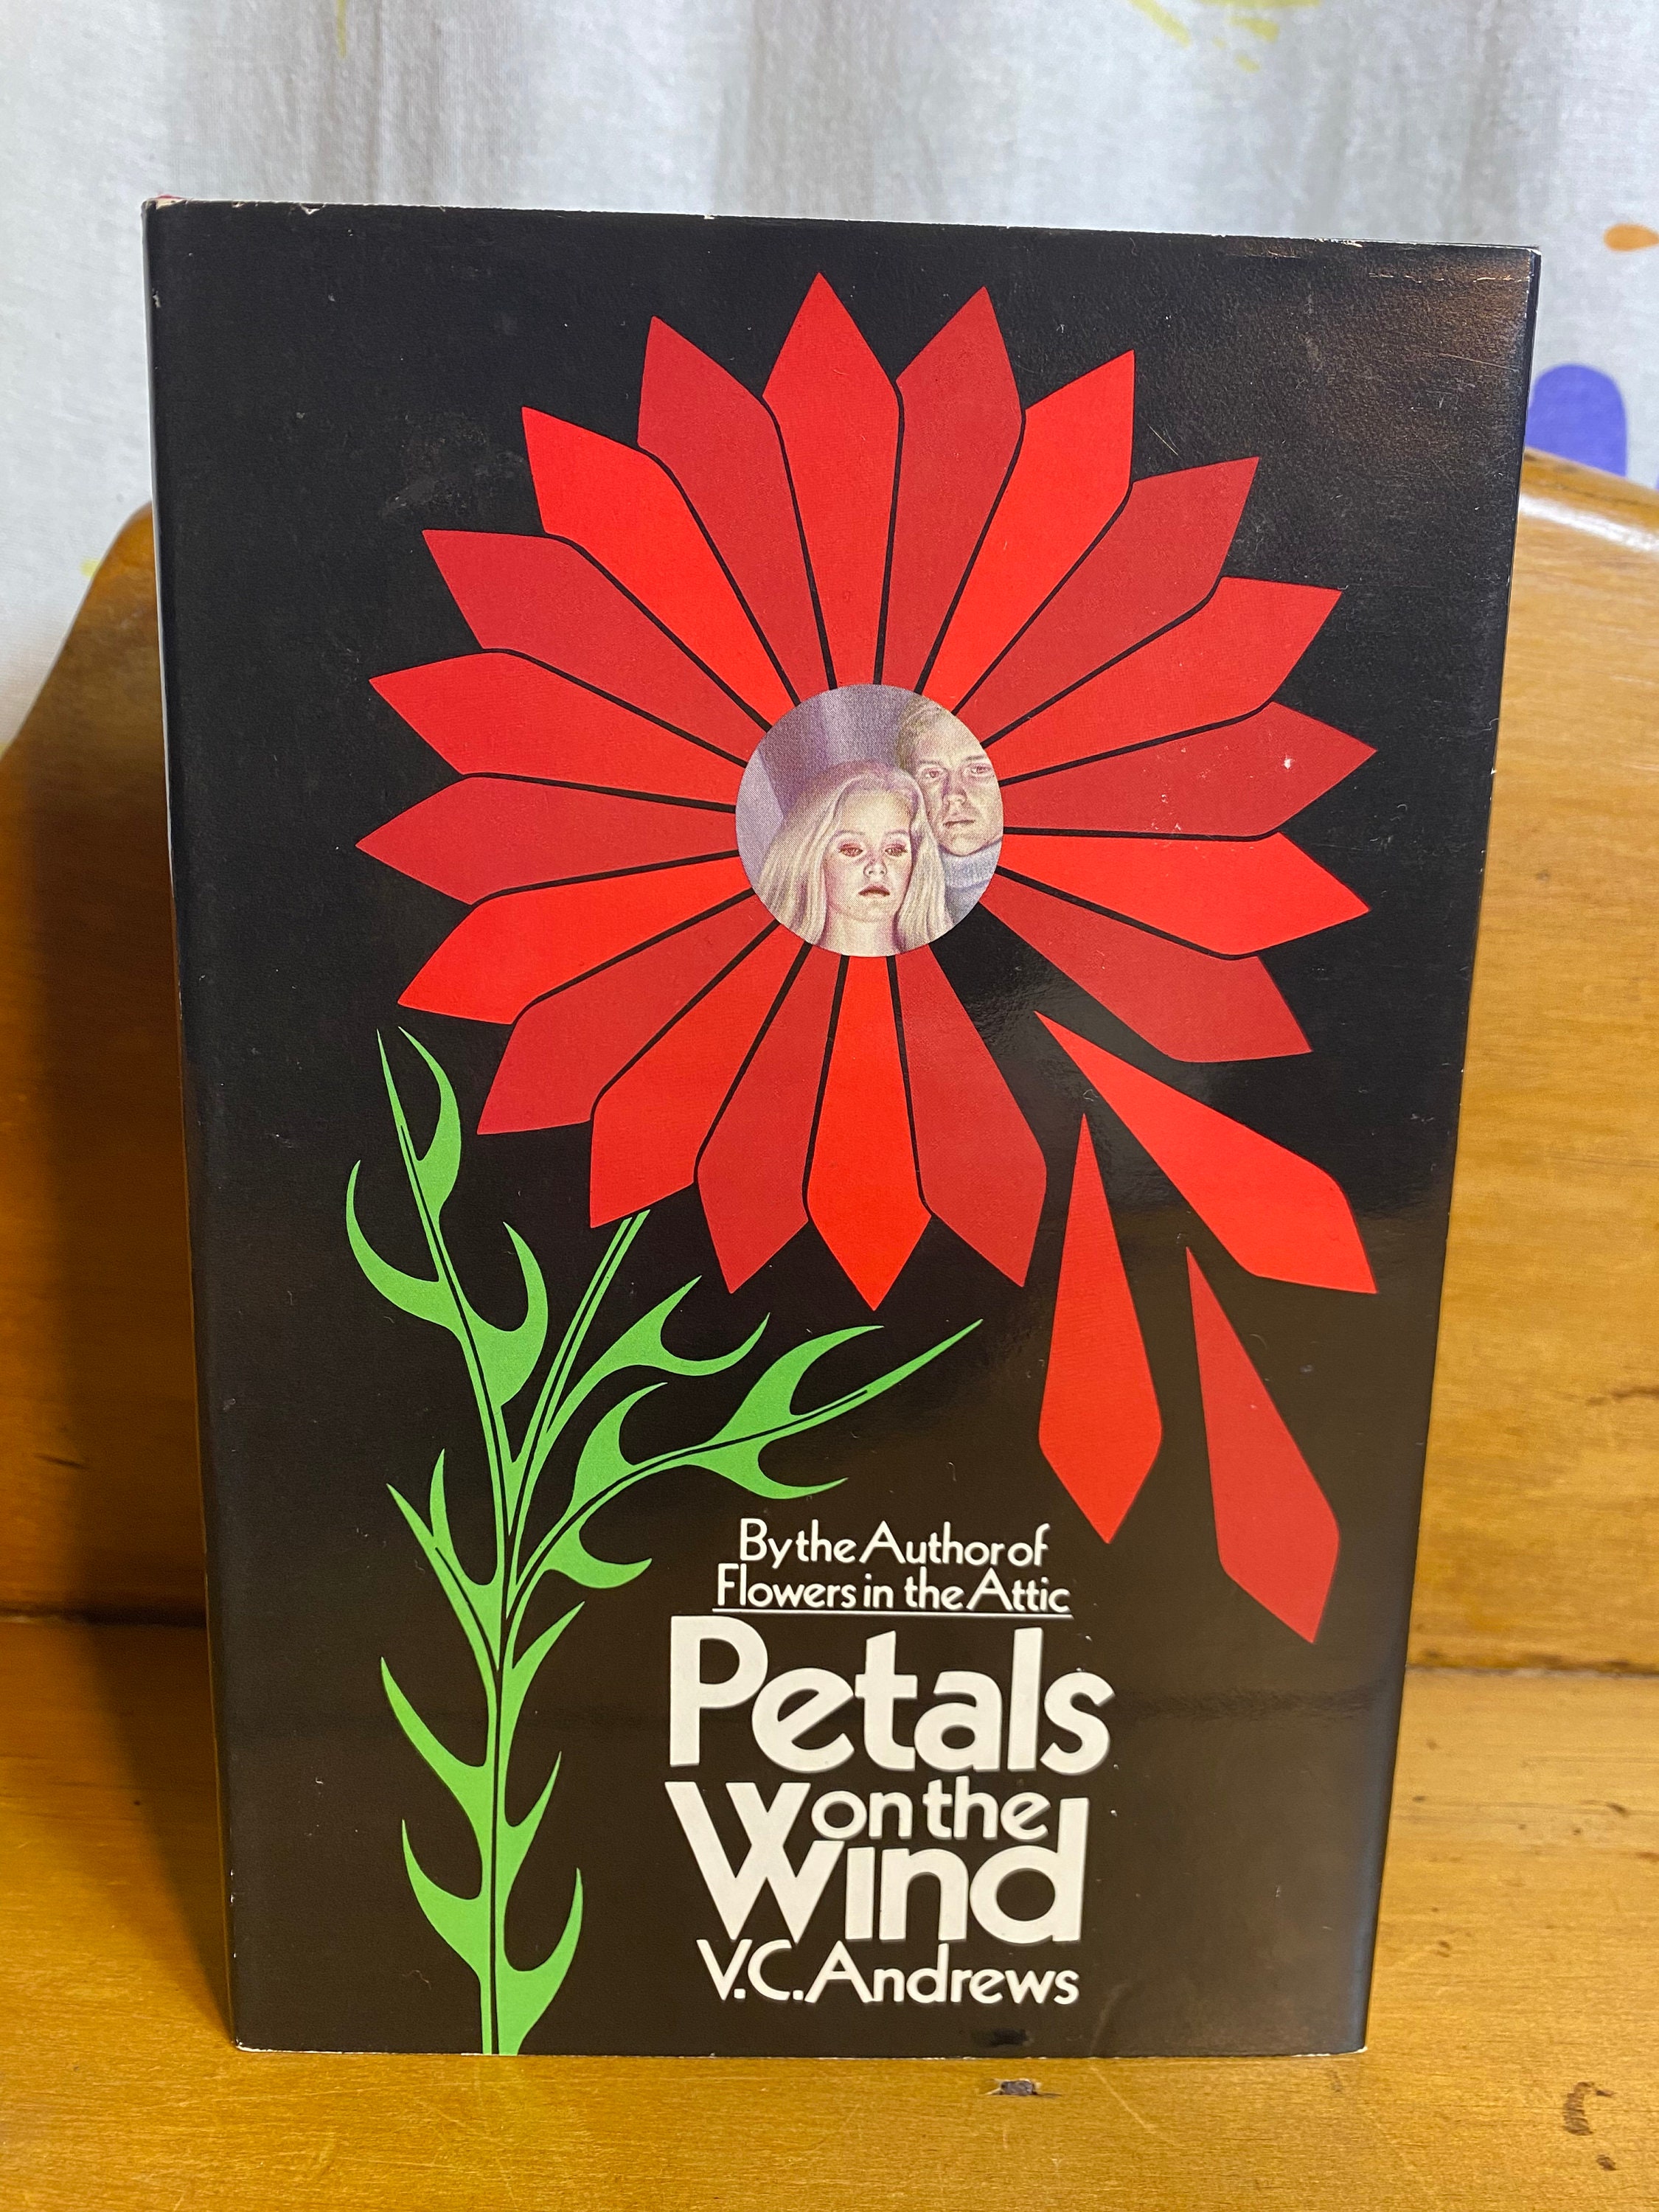 By the Author of
Flowers in the Attic
Petals
on the
Wind
V.C. Andrews